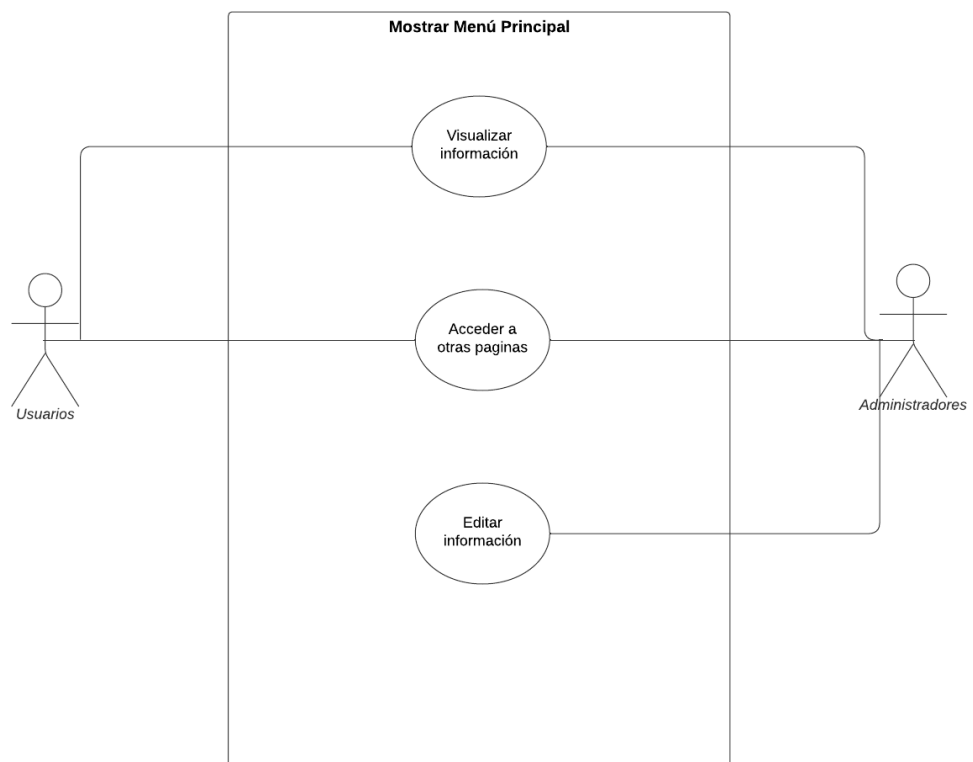 Mostrar Menú Principal
Visualizar
información
Acceder a
otras paginas
Usuarios
Administradores
Editar
información